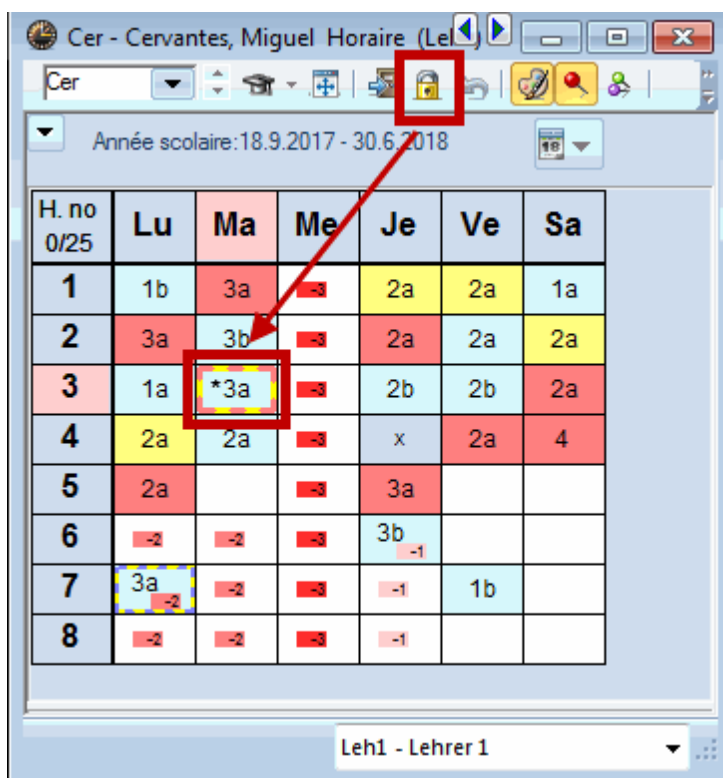 Cer - Cervantes, Miguel Horaire (Le
Cer
Année scolaire:18.9.2017 - 30.6.2018
18
H. no 0/25 Lu Ma Me Je Ve Sa
1 1b 3a -3 2a 2a 1a
2 3a 3b -3 2a 2a 2a
3 1a *3a -3 2b 2b 2a
4 2a 2a -3 x 2a 4
5 2a -3 3a
6 -2 -2 -3 3b -1
7 3a -2 -2 -3 -1 1b
8 -2 -2 -3 -1
Leh1 - Lehrer 1